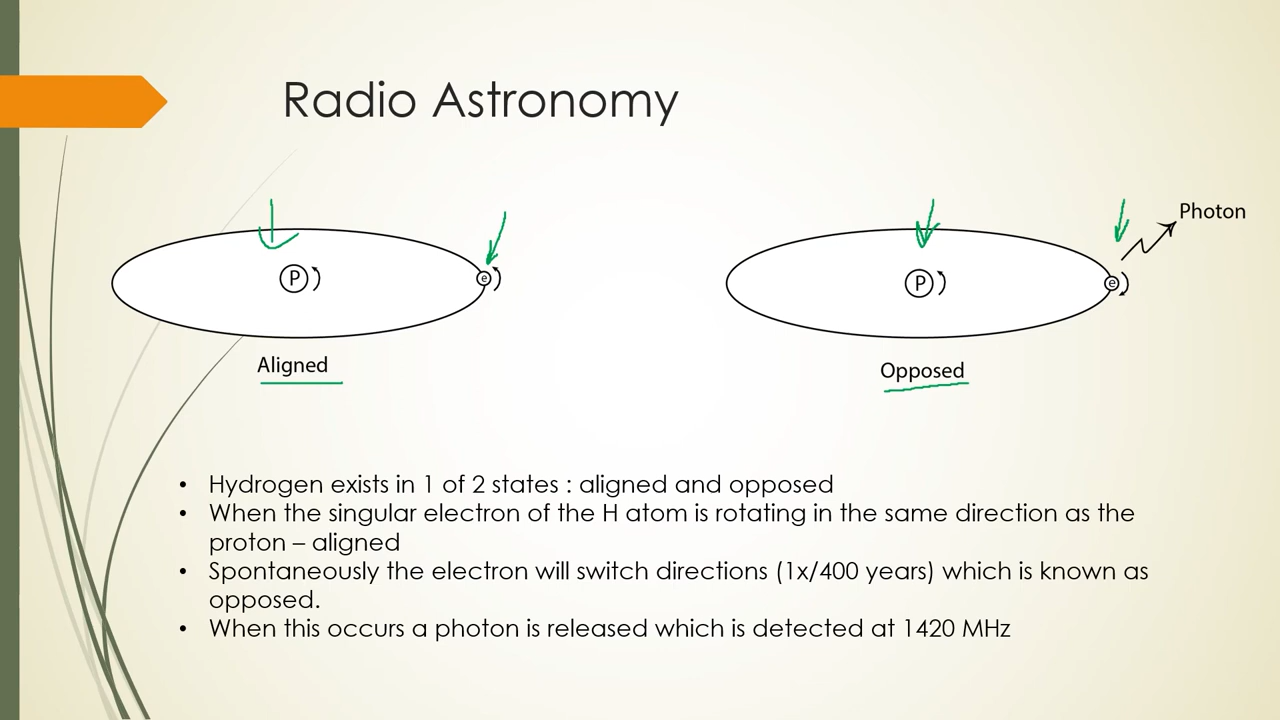 Radio Astronomy
Photon
P
e
P
e
Aligned
Opposed
• Hydrogen exists in 1 of 2 states : aligned and opposed
• When the singular electron of the H atom is rotating in the same direction as the
proton – aligned
• Spontaneously the electron will switch directions (1x/400 years) which is known as
opposed.
• When this occurs a photon is released which is detected at 1420 MHz